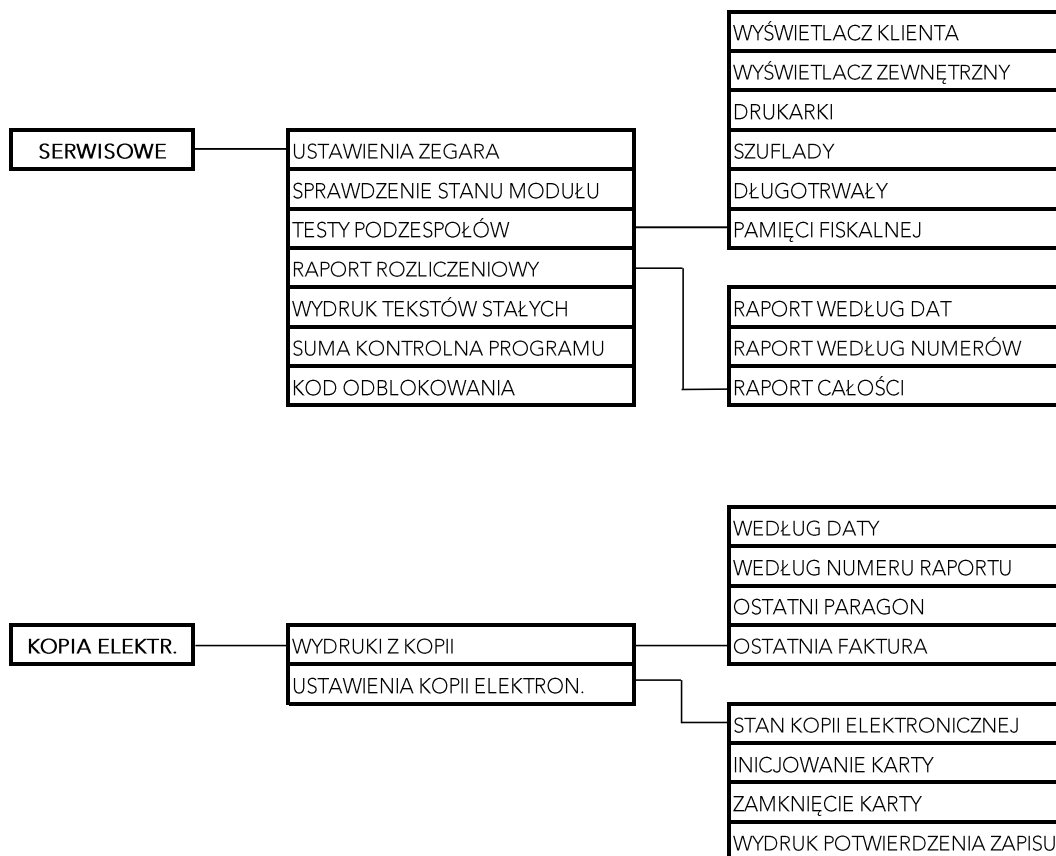 WYŚWIETLACZ KLIENTA
WYŚWIETLACZ ZEWNĘTRZNY
DRUKARKI
SERWISOWE
USTAWIENIA ZEGARA
SZUFLADY
SPRAWDZENIE STANU MODUŁU
DŁUGOTRWAŁY
TESTY PODZESPOŁÓW
PAMIĘCI FISKALNEJ
RAPORT ROZLICZENIOWY
WYDRUK TEKSTÓW STAŁYCH
RAPORT WEDŁUG DAT
SUMA KONTROLNA PROGRAMU
RAPORT WEDŁUG NUMERÓW
KOD ODBLOKOWANIA
RAPORT CAŁOŚCI
WEDŁUG DATY
WEDŁUG NUMERU RAPORTU
OSTATNI PARAGON
KOPIA ELEKTR.
WYDRUKI Z KOPII
OSTATNIA FAKTURA
USTAWIENIA KOPII ELEKTRON.
STAN KOPII ELEKTRONICZNEJ
INICJOWANIE KARTY
ZAMKNIĘCIE KARTY
WYDRUK POTWIERDZENIA ZAPISU